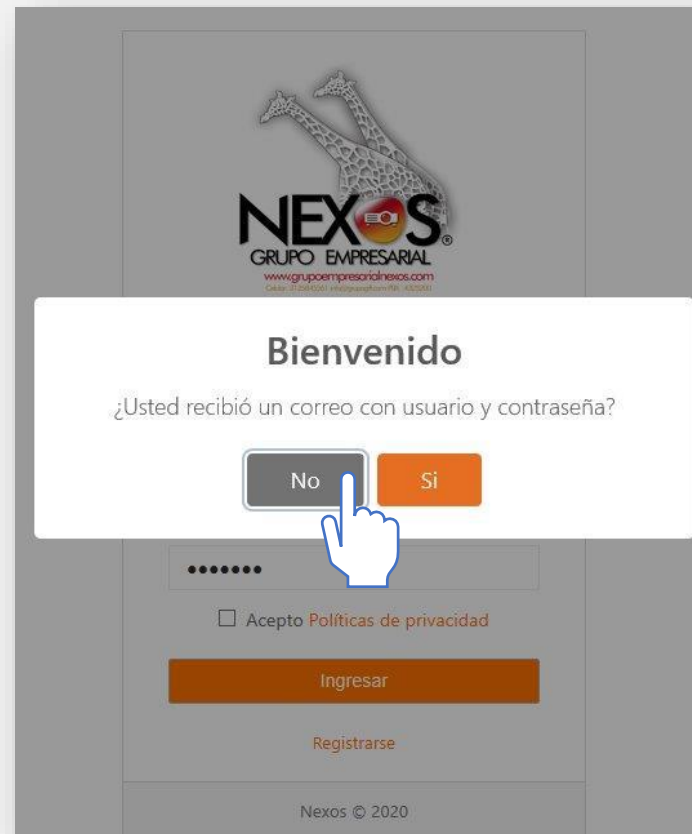 NEXOS®
GRUPO EMPRESARIAL
www.grupoempresarialnexos.com
Bienvenido
¿Usted recibió un correo con usuario y contraseña?
No Si
Acepto Políticas de privacidad
Ingresar
Registrarse
Nexos © 2020